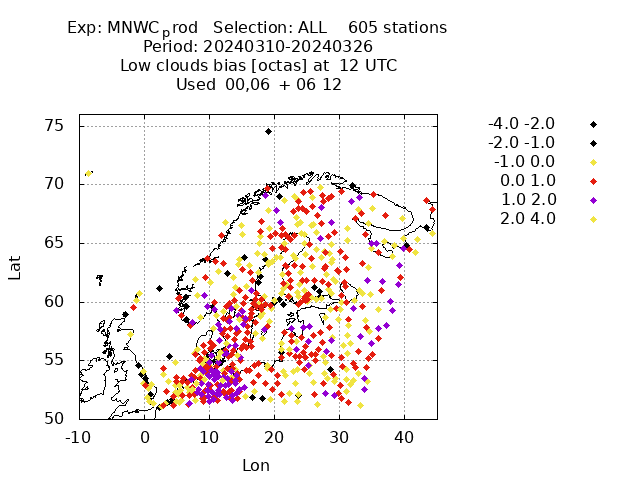 Exp: MNWCprod   Selection: ALL    605 stations
Period: 20240310-20240326
Low clouds bias [octas] at  12 UTC
Used  00,06  + 06 12
-4.0 -2.0
-2.0 -1.0
-1.0 0.0
0.0 1.0
1.0 2.0
2.0 4.0
75
70
65
60
55
50
Lat
-10 0 10 20 30 40
Lon